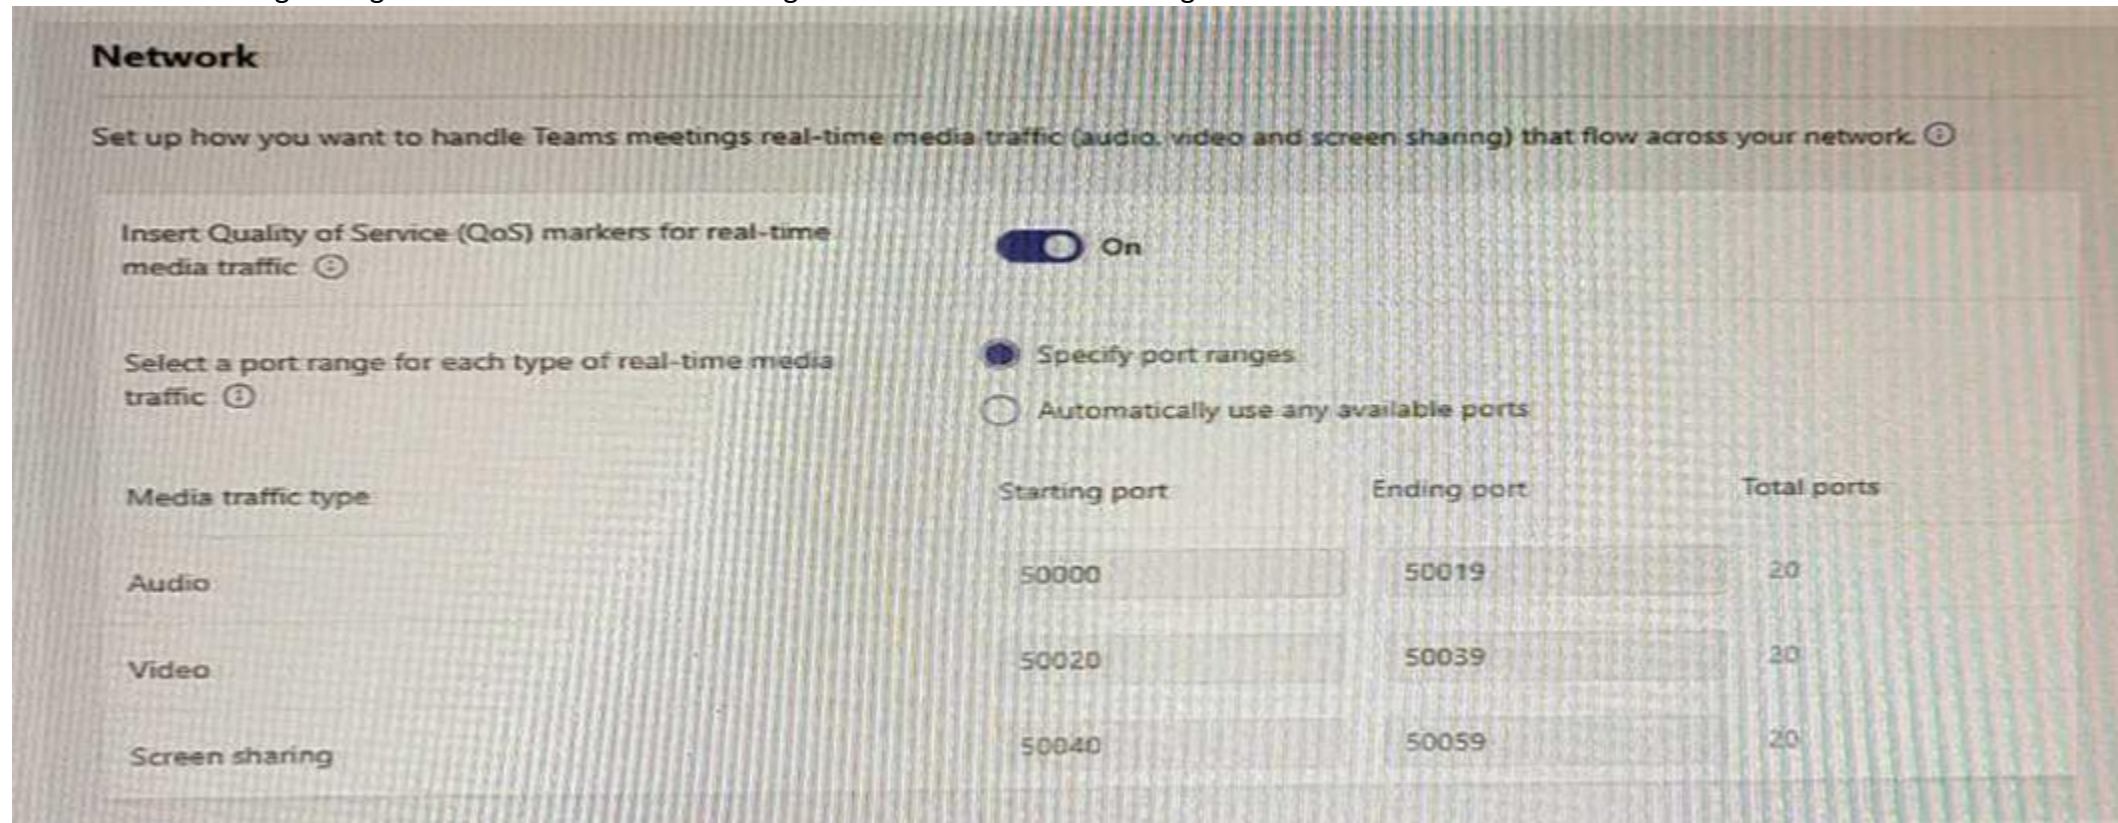 Network
Set up how you want to handle Teams meetings real-time media traffic (audio, video and screen sharing) that flow across your network.
Insert Quality of Service (QoS) markers for real-time
media traffic
On
Select a port range for each type of real-time media
traffic
Specify port ranges
Automatically use any available ports
Media traffic type Starting port Ending port Total ports
Audio 50000 50019 20
Video 50020 50039 20
Screen sharing 50040 50059 20